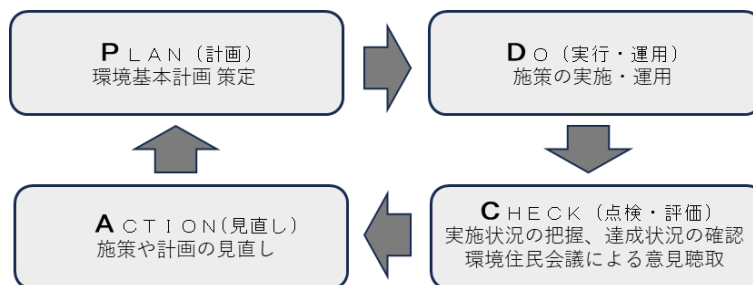 ＰＬＡＮ（計画）
環境基本計画 策定
ＤＯ（実行・運用）
施策の実施・運用
ＡＣＴＩＯＮ(見直し)
施策や計画の見直し
ＣＨＥＣＫ（点検・評価）
実施状況の把握、達成状況の確認
環境住民会議による意見聴取